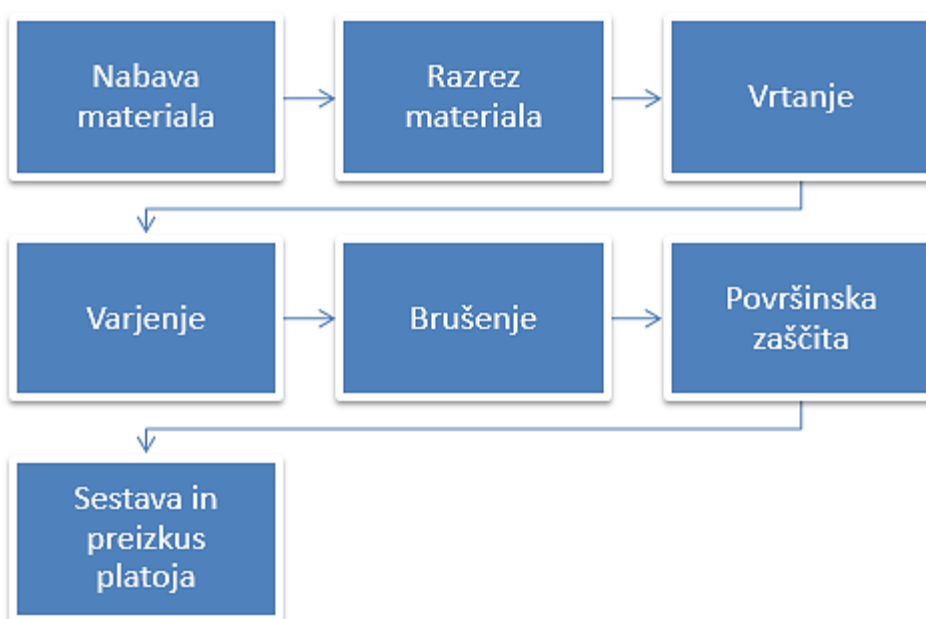 Nabava
materiala
Razrez
materiala
Vrtanje
Varjenje
Brušenje
Površinska
zaščita
Sestava in
preizkus
platoja